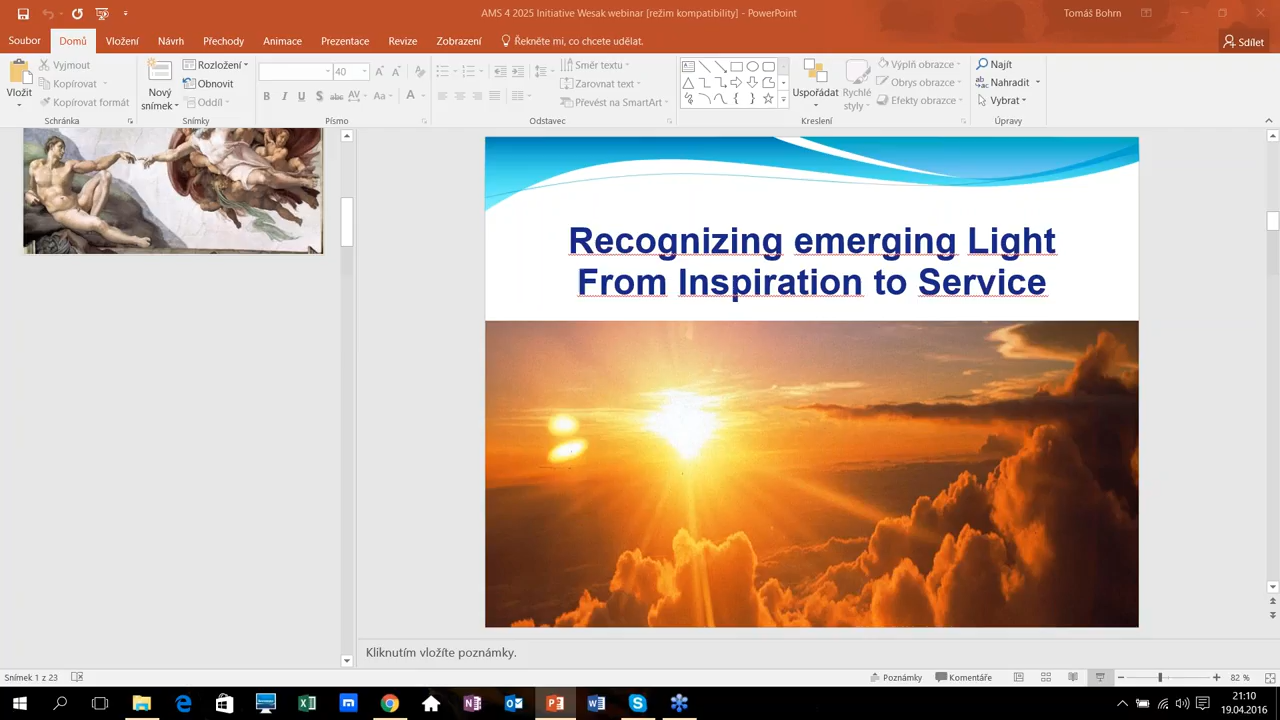 AMS 4 2025 Initiative Wesak webinar [režim kompatibility] - PowerPoint
Tomáš Bohrn
Soubor
Domů
Vložení
Návrh
Přechody
Animace
Prezentace
Revize
Zobrazení
Řekněte mi, co chcete udělat.
Sdílet
Vložit
Vyjmout
Kopírovat
Kopírovat formát
Schránka
Nový
snímek
Rozložení
Obnovit
Oddíl
Snímky
40
B I U S abc AV Aa A
Písmo
Směr textu
Zarovnat text
Převést na SmartArt
Odstavec
Uspořádat
Rychlé
styly
Výplň obrazce
Obrys obrazce
Efekty obrazce
Kreslení
Najít
Nahradit
Vybrat
Úpravy
Recognizing emerging Light
From Inspiration to Service
Kliknutím vložíte poznámky.
Snímek 1 z 23
Poznámky
Komentáře
82 %
21:10
19.04.2016